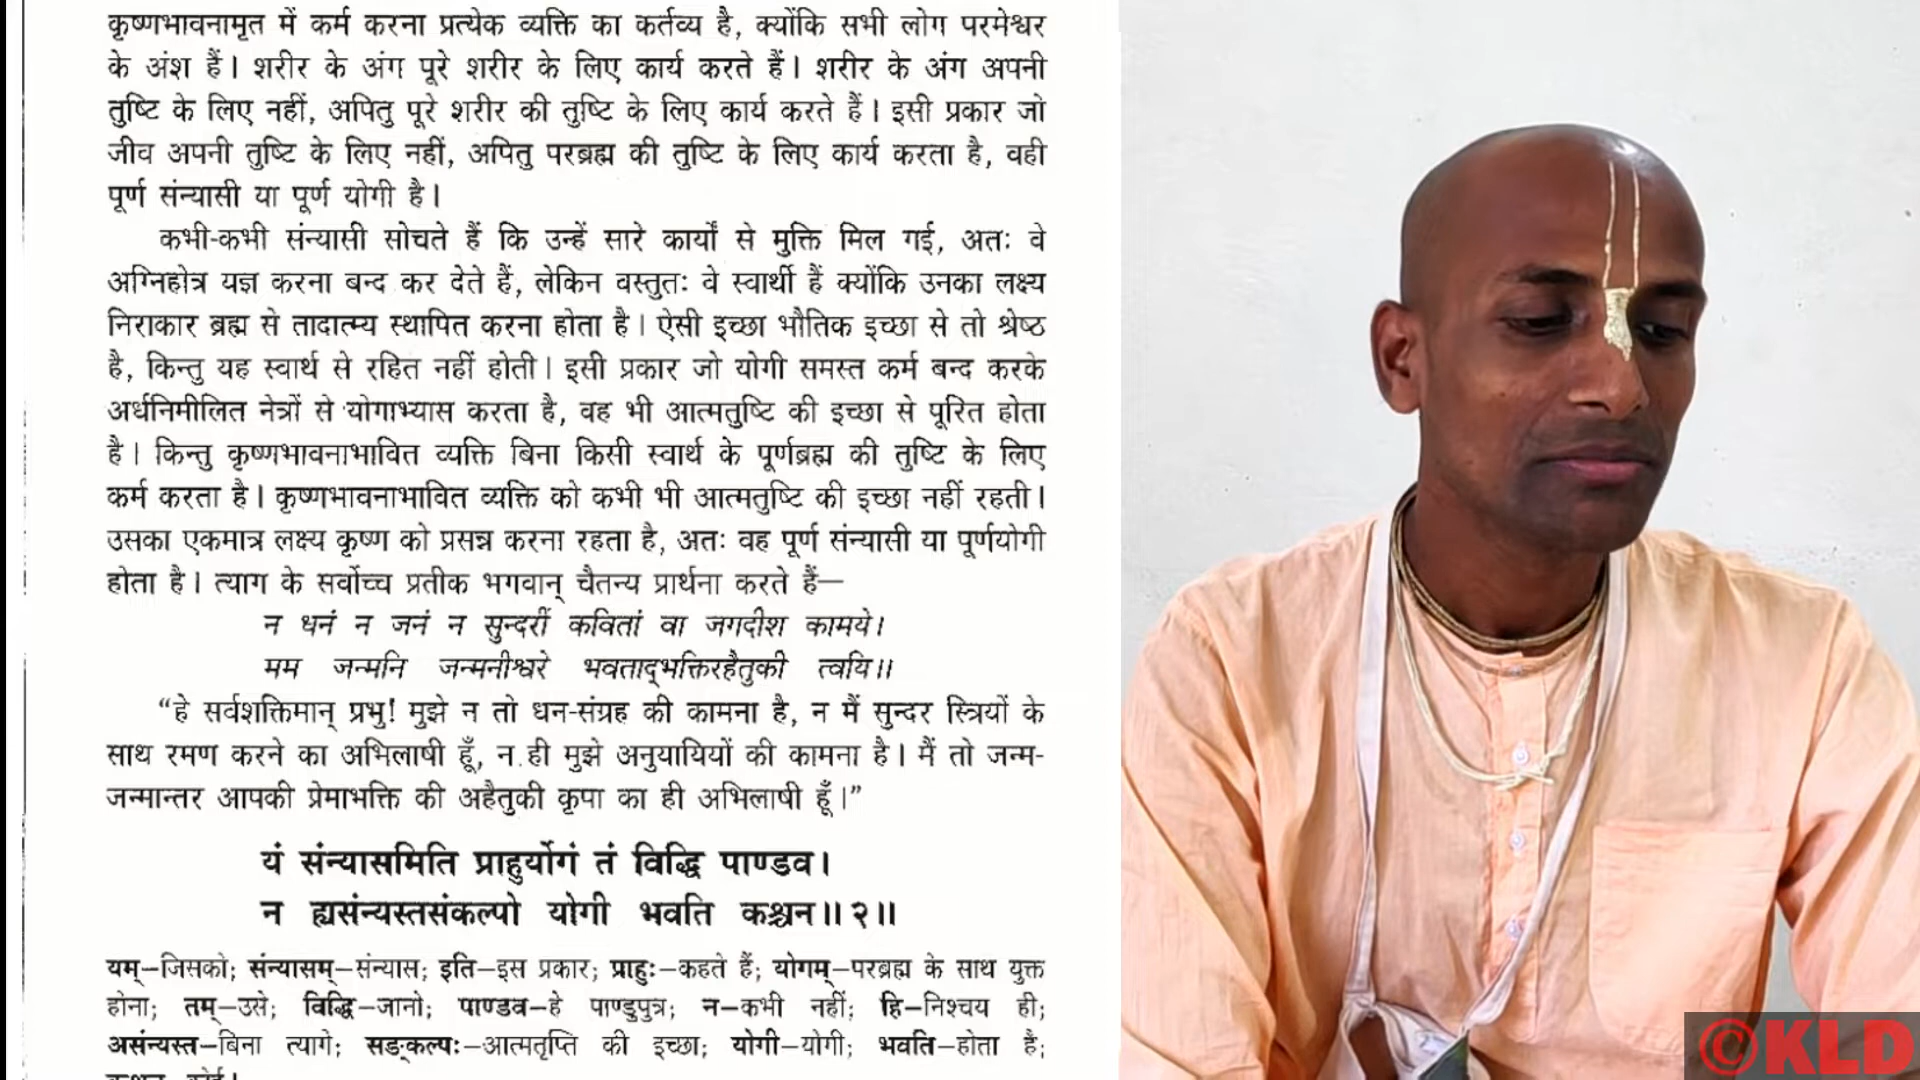 कृष्णभावनामृत में कर्म करना प्रत्येक व्यक्ति का कर्तव्य है, क्योंकि सभी लोग परमेश्वर
के अंश हैं। शरीर के अंग पूरे शरीर के लिए कार्य करते हैं। शरीर के अंग अपनी
तुष्टि के लिए नहीं, अपितु पूरे शरीर की तुष्टि के लिए कार्य करते हैं। इसी प्रकार जो
जीव अपनी तुष्टि के लिए नहीं, अपितु परब्रह्म की तुष्टि के लिए कार्य करता है, वही
पूर्ण संन्यासी या पूर्ण योगी है।
कभी-कभी संन्यासी सोचते हैं कि उन्हें सारे कार्यों से मुक्ति मिल गई, अतः वे
अग्निहोत्र यज्ञ करना बन्द कर देते हैं, लेकिन वस्तुतः वे स्वार्थी हैं क्योंकि उनका लक्ष्य
निराकार ब्रह्म से तादात्म्य स्थापित करना होता है। ऐसी इच्छा भौतिक इच्छा से तो श्रेष्ठ
है, किन्तु यह स्वार्थ से रहित नहीं होती। इसी प्रकार जो योगी समस्त कर्म बन्द करके
अर्धनिमीलित नेत्रों से योगाभ्यास करता है, वह भी आत्मतुष्टि की इच्छा से पूरित होता
है। किन्तु कृष्णभावनाभावित व्यक्ति बिना किसी स्वार्थ के पूर्णब्रह्म की तुष्टि के लिए
कर्म करता है। कृष्णभावनाभावित व्यक्ति को कभी भी आत्मतुष्टि की इच्छा नहीं रहती।
उसका एकमात्र लक्ष्य कृष्ण को प्रसन्न करना रहता है, अतः वह पूर्ण संन्यासी या पूर्णयोगी
होता है। त्याग के सर्वोच्च प्रतीक भगवान् चैतन्य प्रार्थना करते हैं—
न धनं न जनं न सुन्दरीं कवितां वा जगदीश कामये।
मम जन्मनि जन्मनीश्वरे भवताद्भक्तिरहैतुकी त्वयि॥
“हे सर्वशक्तिमान् प्रभु! मुझे न तो धन-संग्रह की कामना है, न मैं सुन्दर स्त्रियों के
साथ रमण करने का अभिलाषी हूँ, न ही मुझे अनुयायियों की कामना है। मैं तो जन्म-
जन्मान्तर आपकी प्रेमाभक्ति की अहैतुकी कृपा का ही अभिलाषी हूँ।”
यं संन्यासमिति प्राहुर्योगं तं विद्धि पाण्डव।
न ह्यसंन्यस्तसंकल्पो योगी भवति कश्चन॥२॥
यम्—जिसको; संन्यासम्—संन्यास; इति—इस प्रकार; प्राहुः—कहते हैं; योगम्—परब्रह्म के साथ युक्त
होना; तम्—उसे; विद्धि—जानो; पाण्डव—हे पाण्डुपुत्र; न—कभी नहीं; हि—निश्चय ही;
असंन्यस्त—बिना त्यागे; सङ्कल्पः—आत्मतृप्ति की इच्छा; योगी—योगी; भवति—होता है;
©KLD